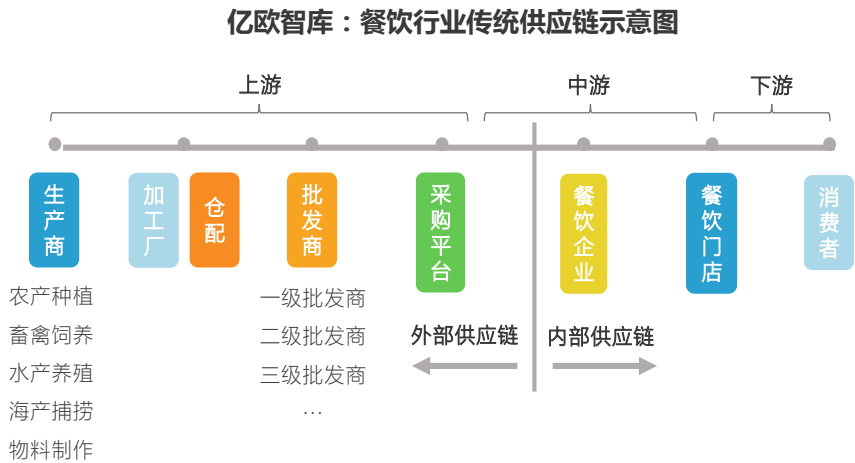 亿欧智库：餐饮行业传统供应链示意图
上游
中游
下游
生产商
加工厂
仓配
批发商
采购平台
餐饮企业
餐饮门店
消费者
农产种植
畜禽饲养
水产养殖
海产捕捞
物料制作
一级批发商
二级批发商
三级批发商
…
外部供应链
内部供应链